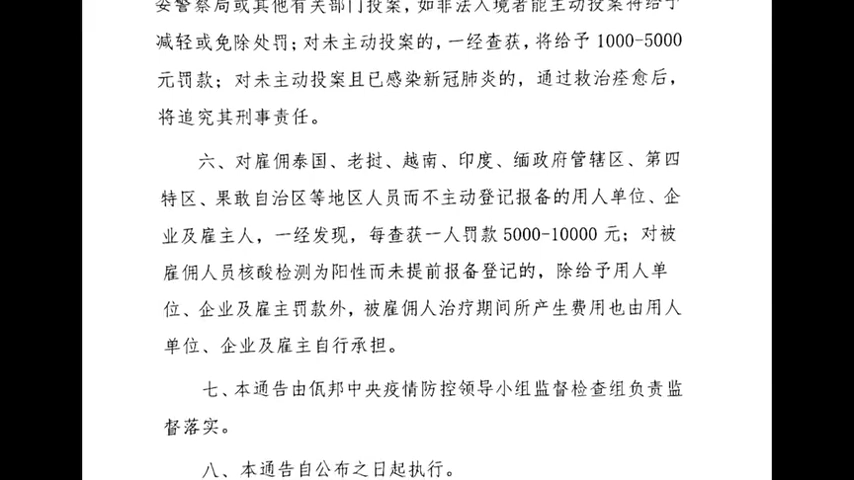 安警察局或其他有关部门投案，如非法入境者能主动投案将给予
减轻或免除处罚；对未主动投案的，一经查获，将给予 1000-5000
元罚款；对未主动投案且已感染新冠肺炎的，通过救治痊愈后，
将追究其刑事责任。
六、对雇佣泰国、老挝、越南、印度、缅政府管辖区、第四
特区、果敢自治区等地区人员而不主动登记报备的用人单位、企
业及雇主人，一经发现，每查获一人罚款 5000-10000 元；对被
雇佣人员核酸检测为阳性而未提前报备登记的，除给予用人单
位、企业及雇主罚款外，被雇佣人治疗期间所产生费用也由用人
单位、企业及雇主自行承担。
七、本通告由佤邦中央疫情防控领导小组监督检查组负责监
督落实。
八、本通告自公布之日起执行。